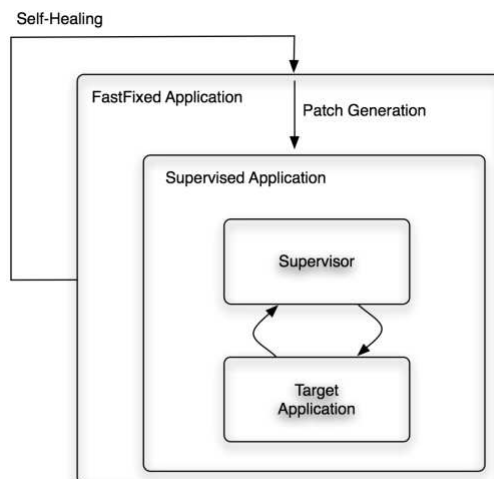 Self-Healing
FastFixed Application
Patch Generation
Supervised Application
Supervisor
Target
Application